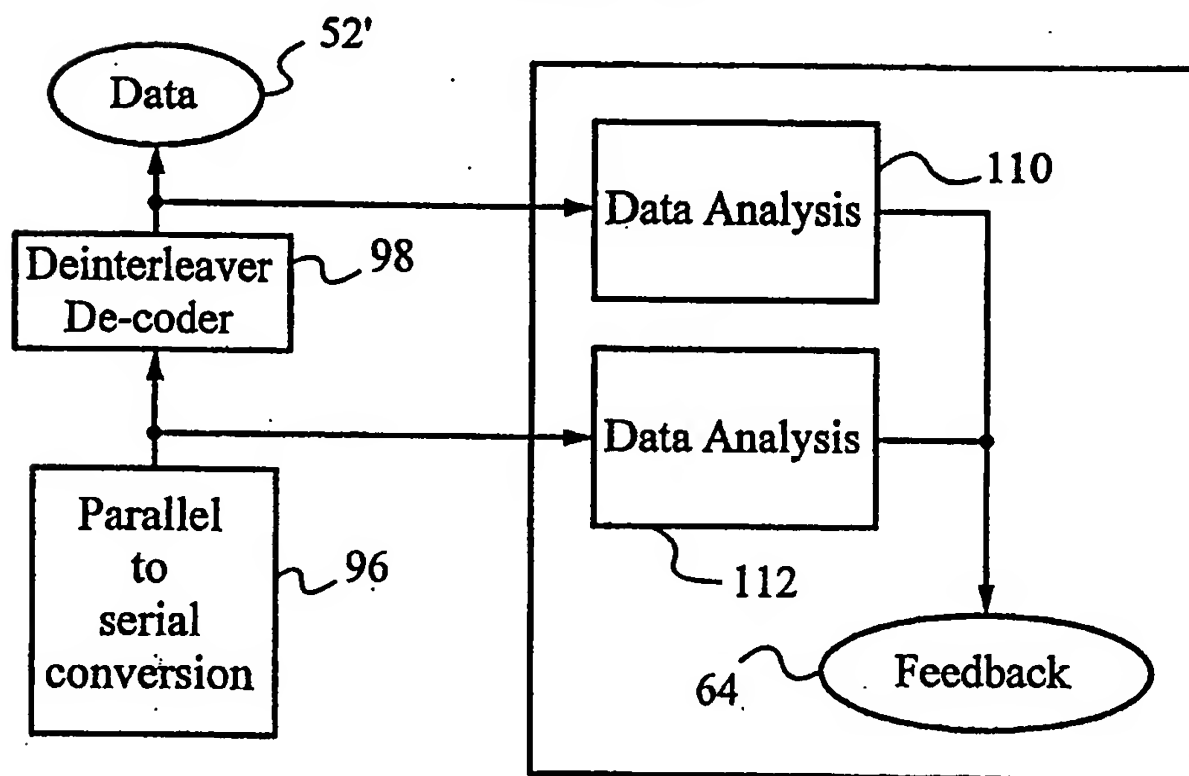 52'
Data
110
Data Analysis
Deinterleaver
De-coder
98
Data Analysis
Parallel
to
serial
conversion
96
112
64
Feedback